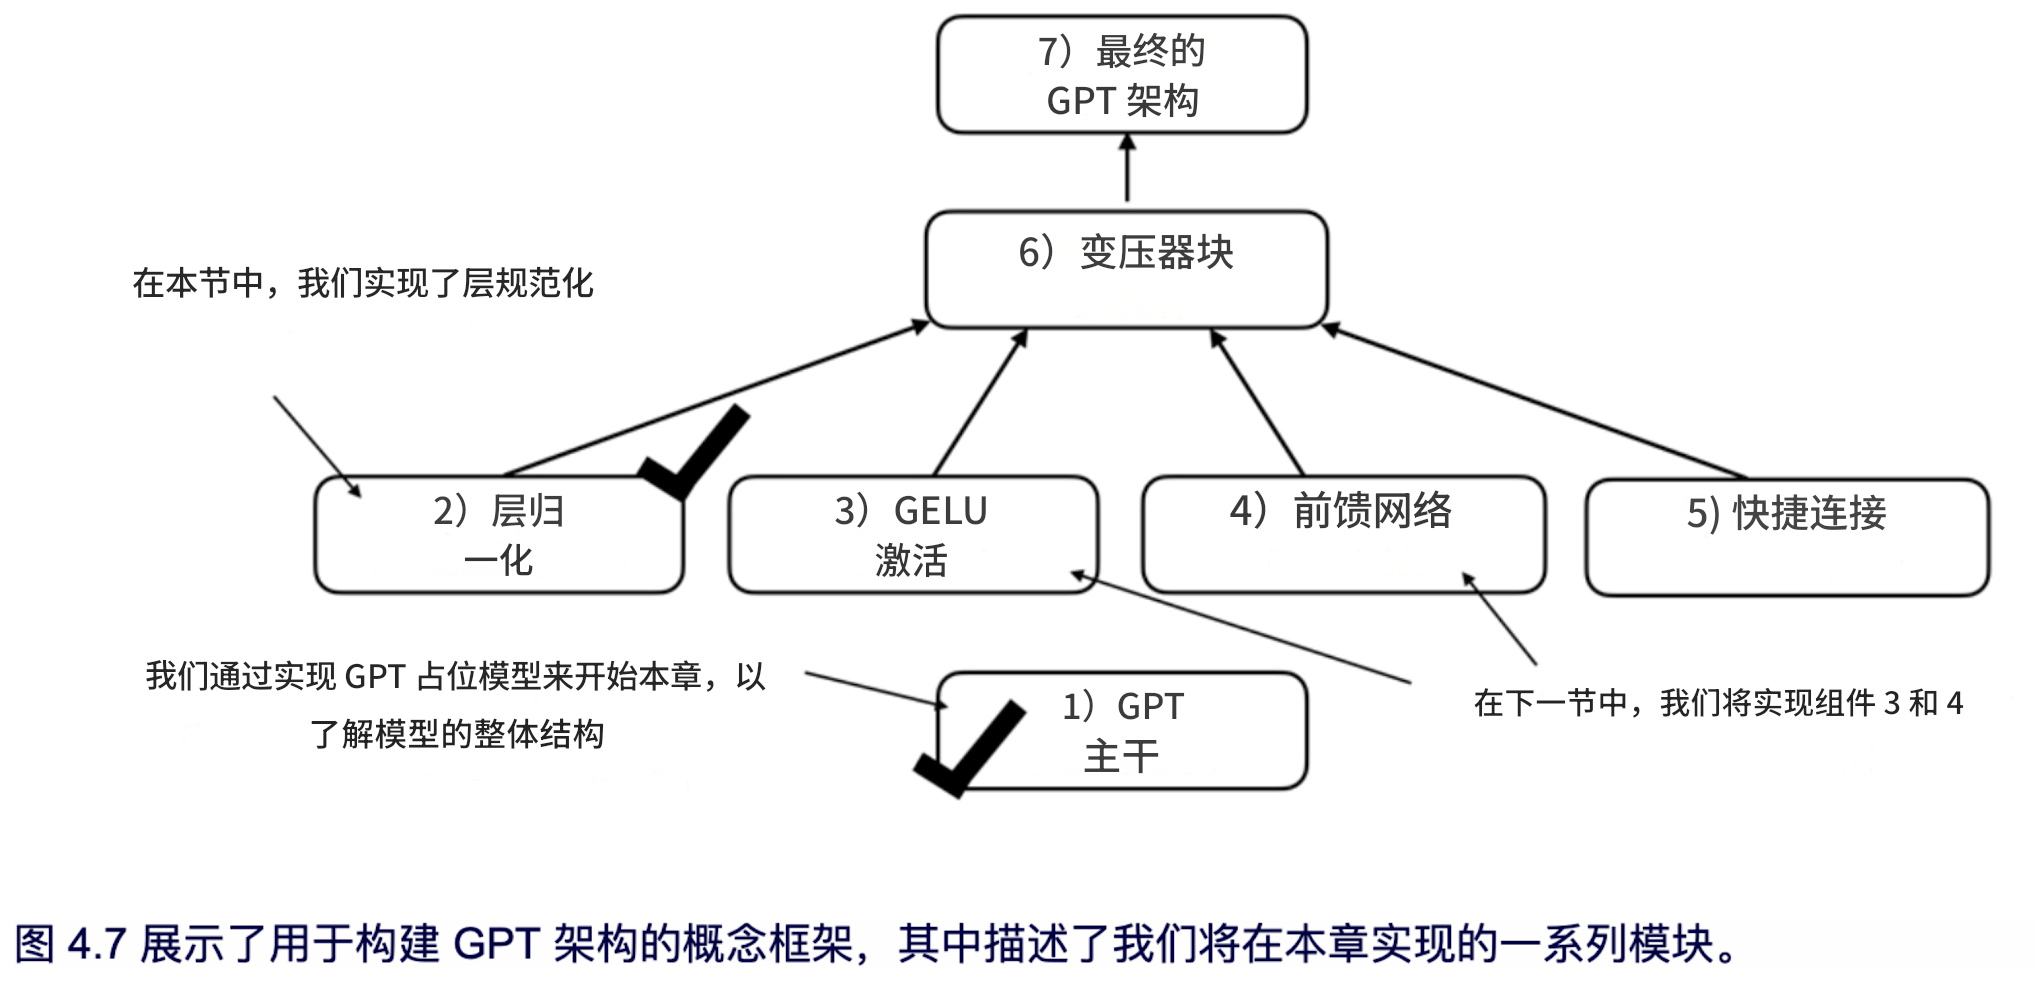 7）最终的
GPT 架构
6）变压器块
在本节中，我们实现了层规范化
2）层归
一化
3）GELU
激活
4）前馈网络
5) 快捷连接
我们通过实现 GPT 占位模型来开始本章，以
了解模型的整体结构
1）GPT
主干
在下一节中，我们将实现组件 3 和 4
图 4.7 展示了用于构建 GPT 架构的概念框架，其中描述了我们将在本章实现的一系列模块。